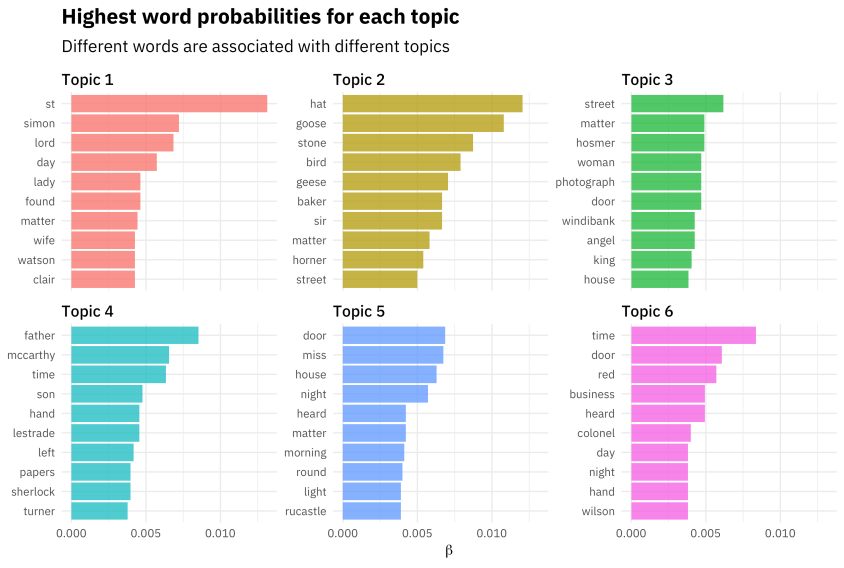 Highest word probabilities for each topic
Different words are associated with different topics
Topic 1
st
simon
lord
day
lady
found
matter
wife
watson
clair
Topic 2
hat
goose
stone
bird
geese
baker
sir
matter
horner
street
Topic 3
street
matter
hosmer
woman
photograph
door
windibank
angel
king
house
Topic 4
father
mccarthy
time
son
hand
lestrade
left
papers
sherlock
turner
0.000 0.005 0.010
Topic 5
door
miss
house
night
heard
matter
morning
round
light
rucastle
0.000 0.005 0.010
Topic 6
time
door
red
business
heard
colonel
day
night
hand
wilson
0.000 0.005 0.010
β